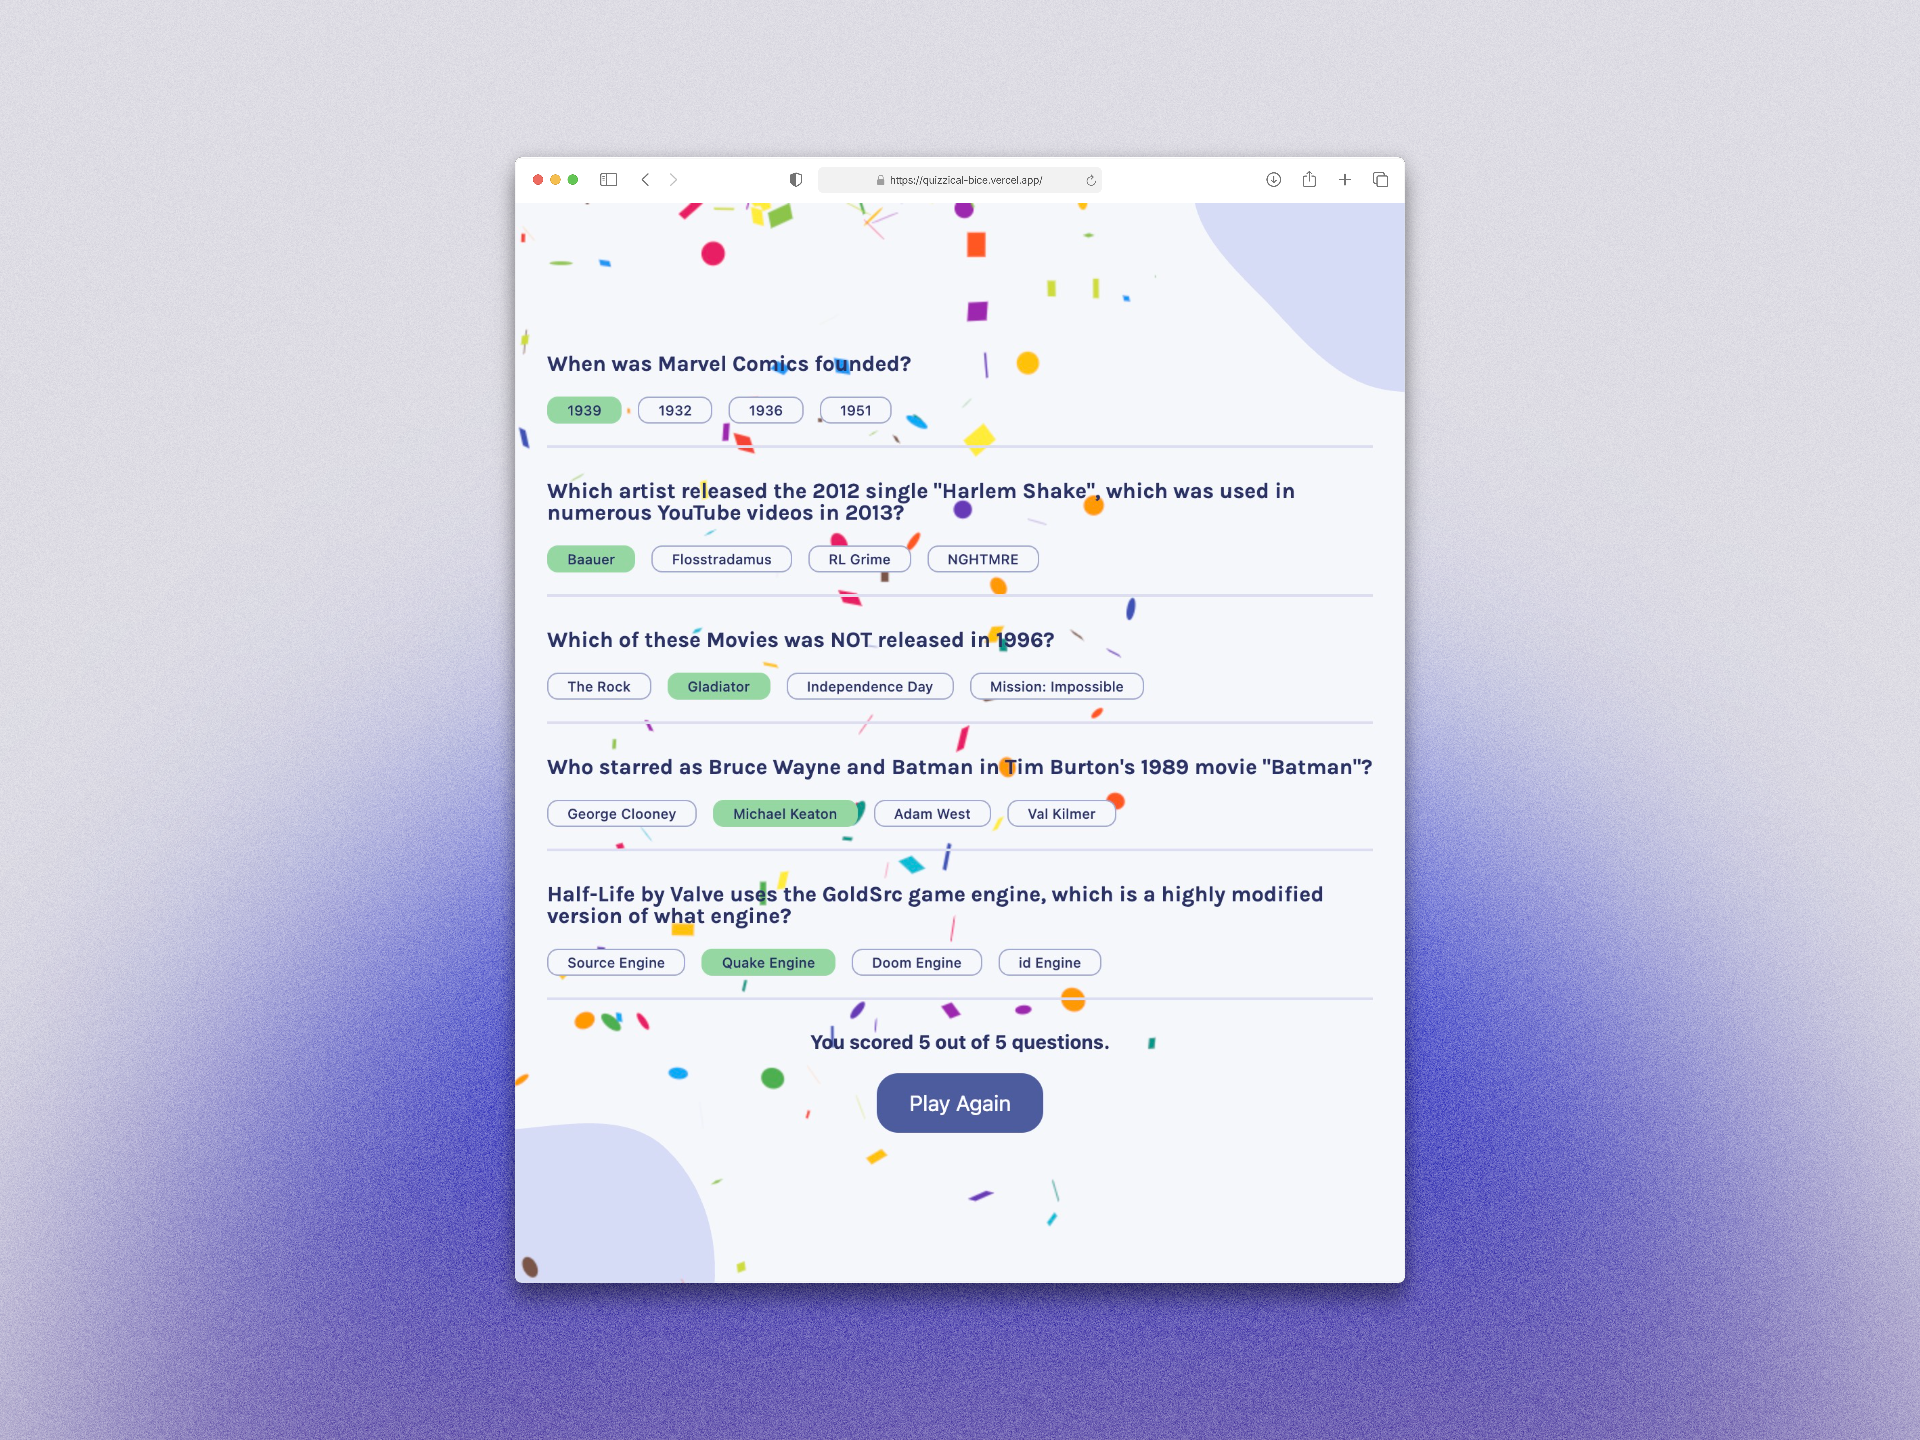 https://quizzical-bice.vercel.app/
When was Marvel Comics founded?
1939 1932 1936 1951
Which artist released the 2012 single "Harlem Shake", which was used in
numerous YouTube videos in 2013?
Baauer Flosstradamus RL Grime NGHTMRE
Which of these Movies was NOT released in 1996?
The Rock Gladiator Independence Day Mission: Impossible
Who starred as Bruce Wayne and Batman in Tim Burton's 1989 movie "Batman"?
George Clooney Michael Keaton Adam West Val Kilmer
Half-Life by Valve uses the GoldSrc game engine, which is a highly modified
version of what engine?
Source Engine Quake Engine Doom Engine id Engine
You scored 5 out of 5 questions.
Play Again